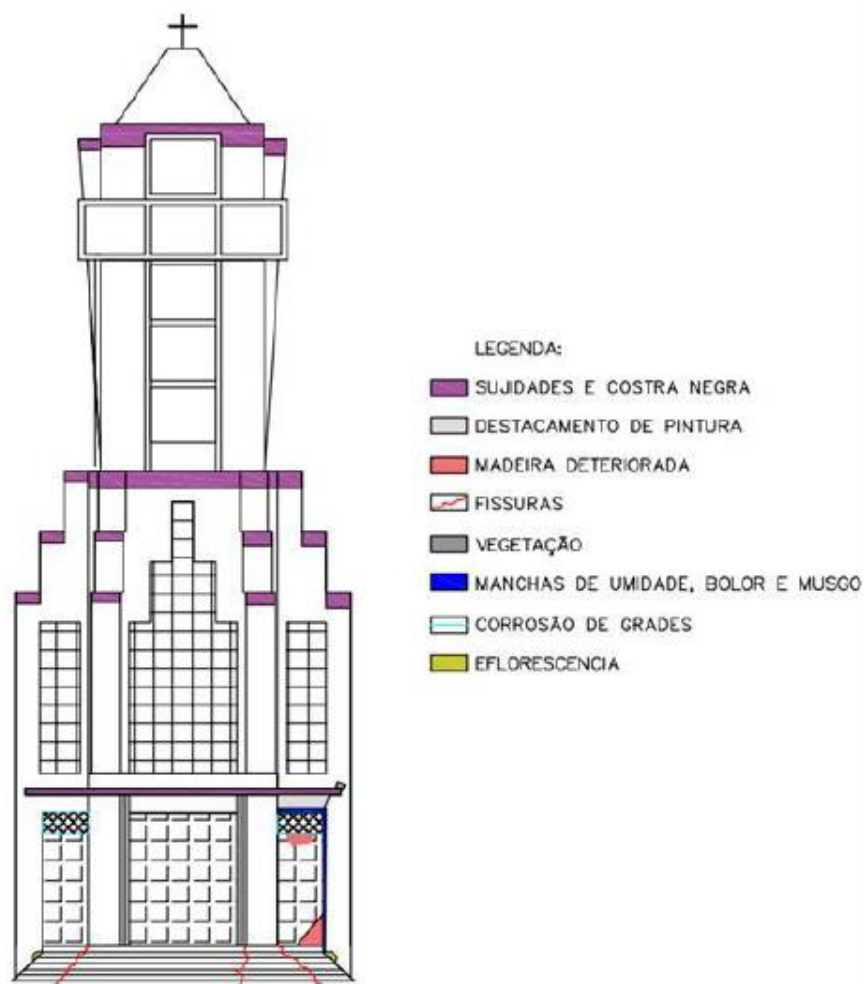 LEGENDA:
SUJIDADES E COSTRA NEGRA
DESTACAMENTO DE PINTURA
MADEIRA DETERIORADA
FISSURAS
VEGETAÇÃO
MANCHAS DE UMIDADE, BOLOR E MUSGO
CORROSÃO DE GRADES
EFLORESCENCIA